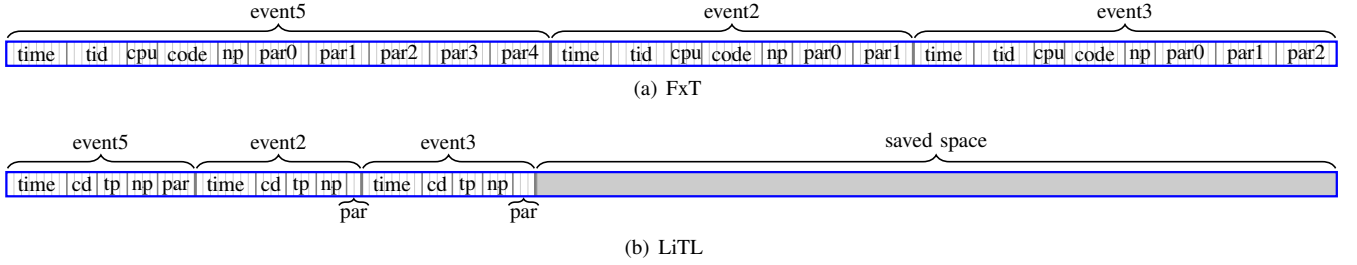 event5 event2 event3
time tid cpu code np par0 par1 par2 par3 par4 time tid cpu code np par0 par1 time tid cpu code np par0 par1 par2
(a) FxT
event5 event2 event3 saved space
time cd tp np par time cd tp np time cd tp np
par par
(b) LiTL